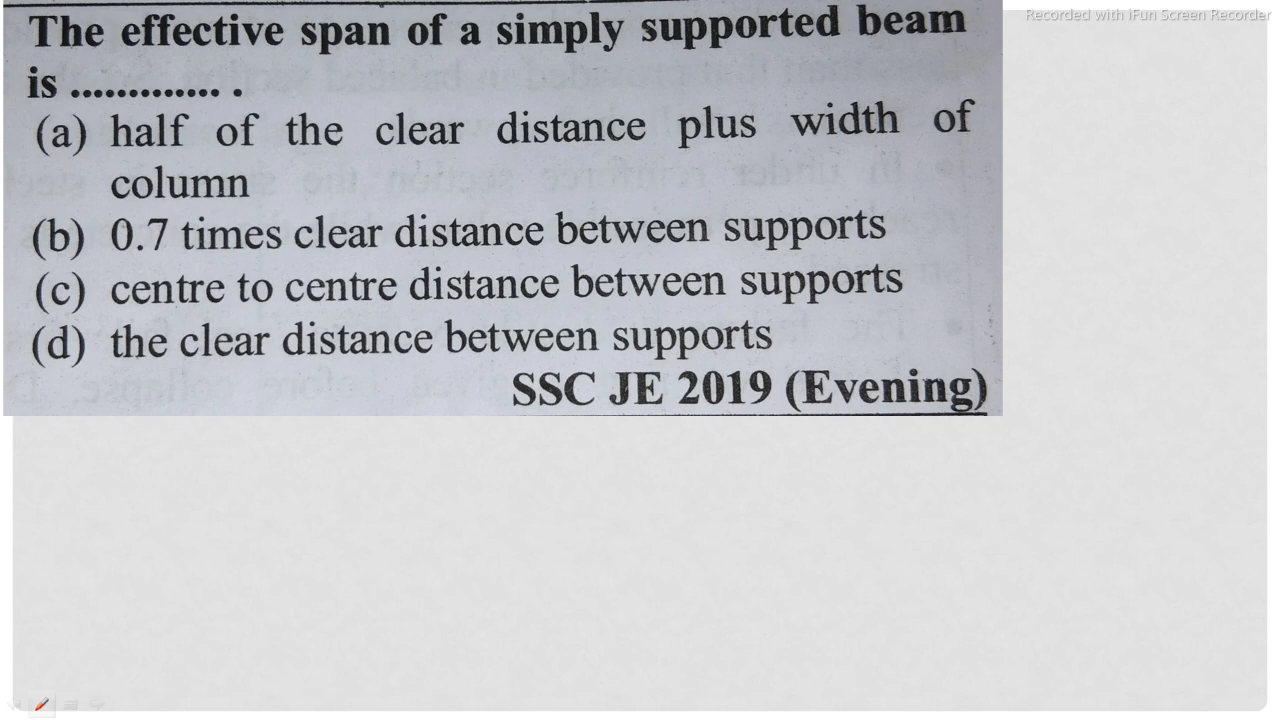 Recorded with iFun Screen Recorder
The effective span of a simply supported beam
is ............. .
(a) half of the clear distance plus width of
column
(b) 0.7 times clear distance between supports
(c) centre to centre distance between supports
(d) the clear distance between supports
SSC JE 2019 (Evening)